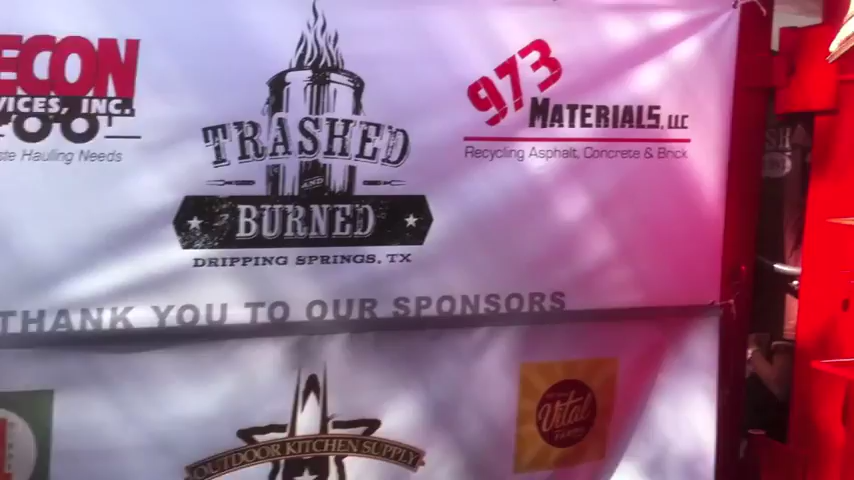 ECON
VICES, INC.
ste Hauling Needs
TRASHED
AND
BURNED
DRIPPING SPRINGS, TX
973
MATERIALS, LLC
Recycling Asphalt, Concrete & Brick
THANK YOU TO OUR SPONSORS
OUTDOOR KITCHEN SUPPLY
Vital
FARMS